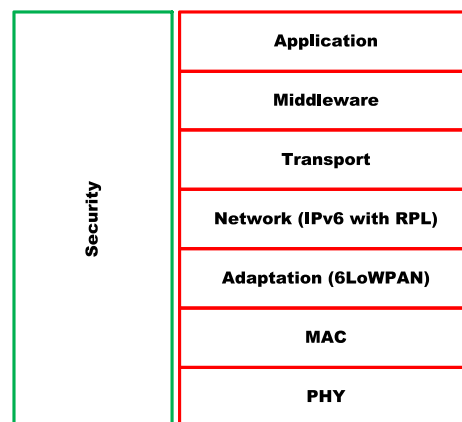 Security
Application
Middleware
Transport
Network (IPv6 with RPL)
Adaptation (6LoWPAN)
MAC
PHY